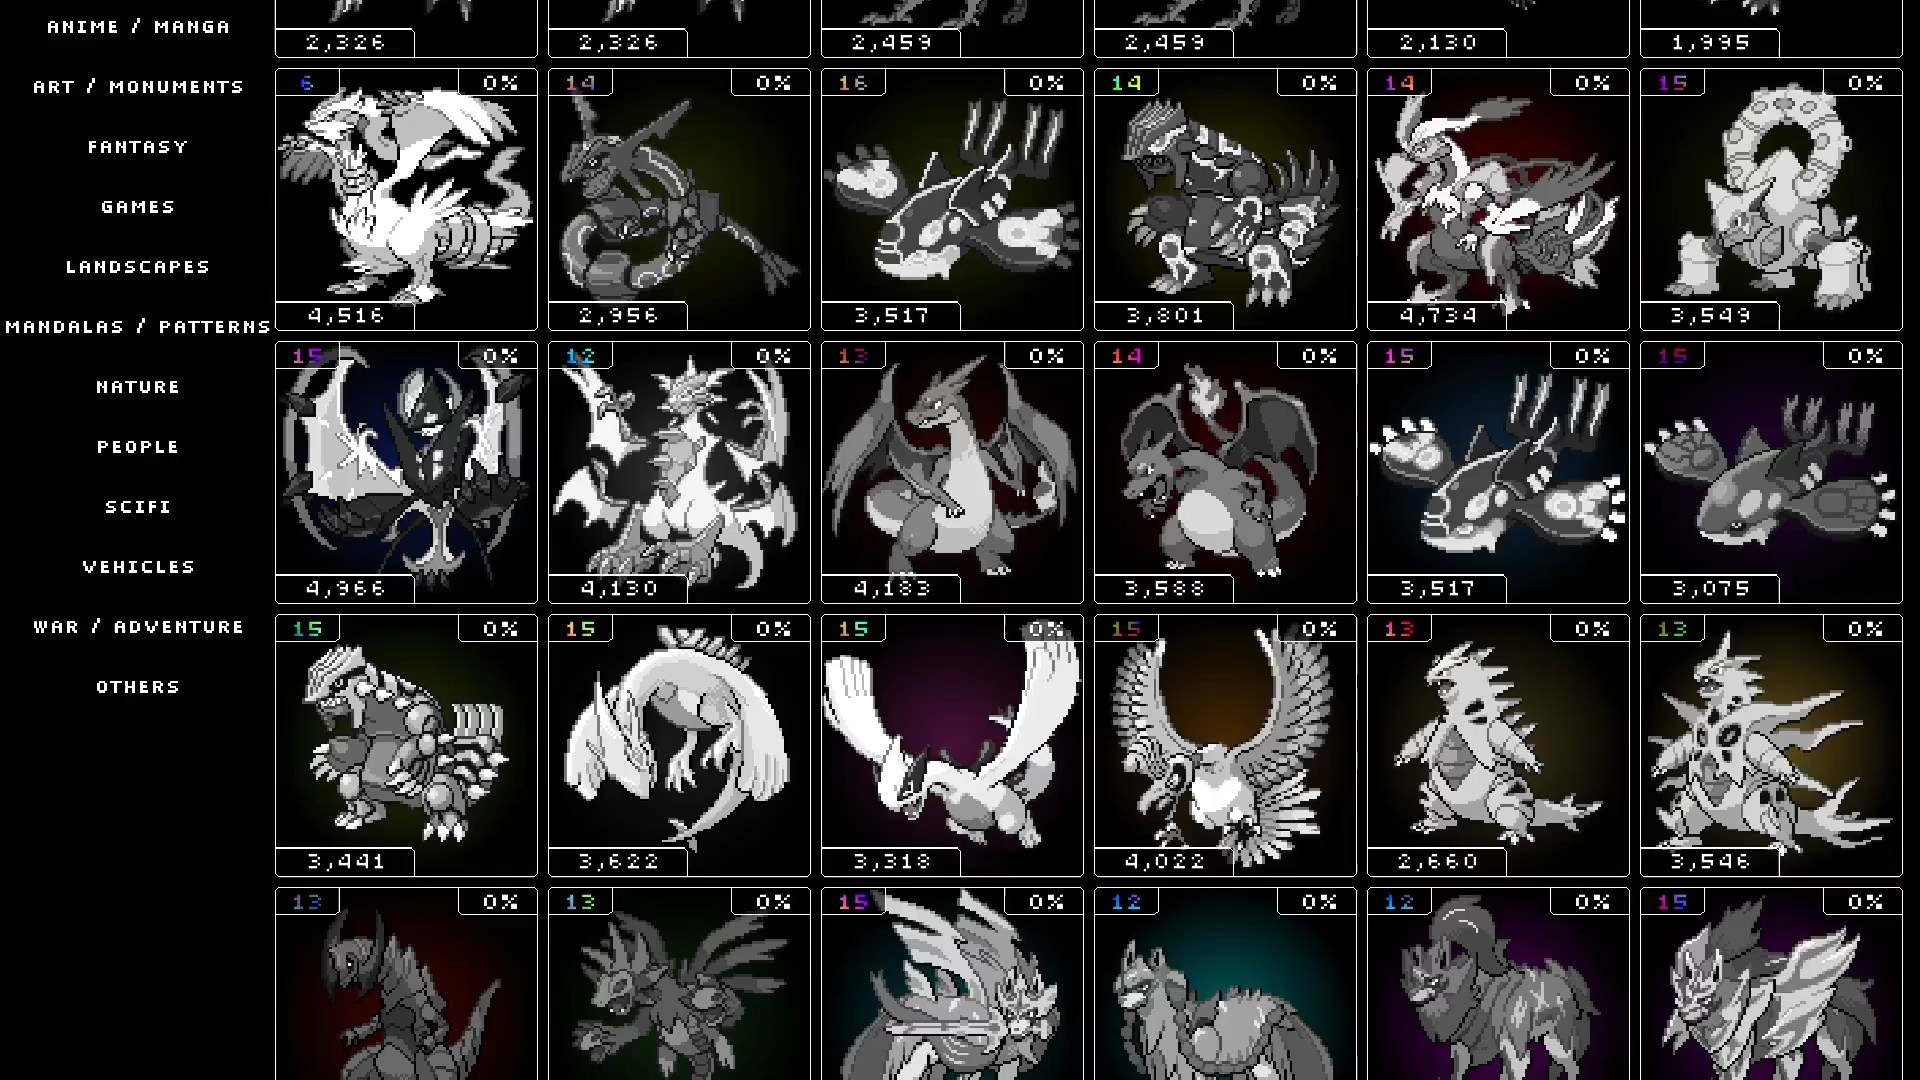 ANIME / MANGA
ART / MONUMENTS
FANTASY
GAMES
LANDSCAPES
MANDALAS / PATTERNS
NATURE
PEOPLE
SCIFI
VEHICLES
WAR / ADVENTURE
OTHERS
2,326 2,326 2,459 2,459 2,130 1,995
6 0% 14 0% 16 0% 14 0% 14 0% 15 0%
4,516 2,956 3,517 3,801 4,734 3,549
15 0% 12 0% 13 0% 14 0% 15 0% 15 0%
4,966 4,130 4,183 3,588 3,517 3,075
15 0% 15 0% 15 0% 15 0% 13 0% 13 0%
3,441 3,622 3,318 4,022 2,660 3,546
13 0% 13 0% 15 0% 12 0% 12 0% 15 0%